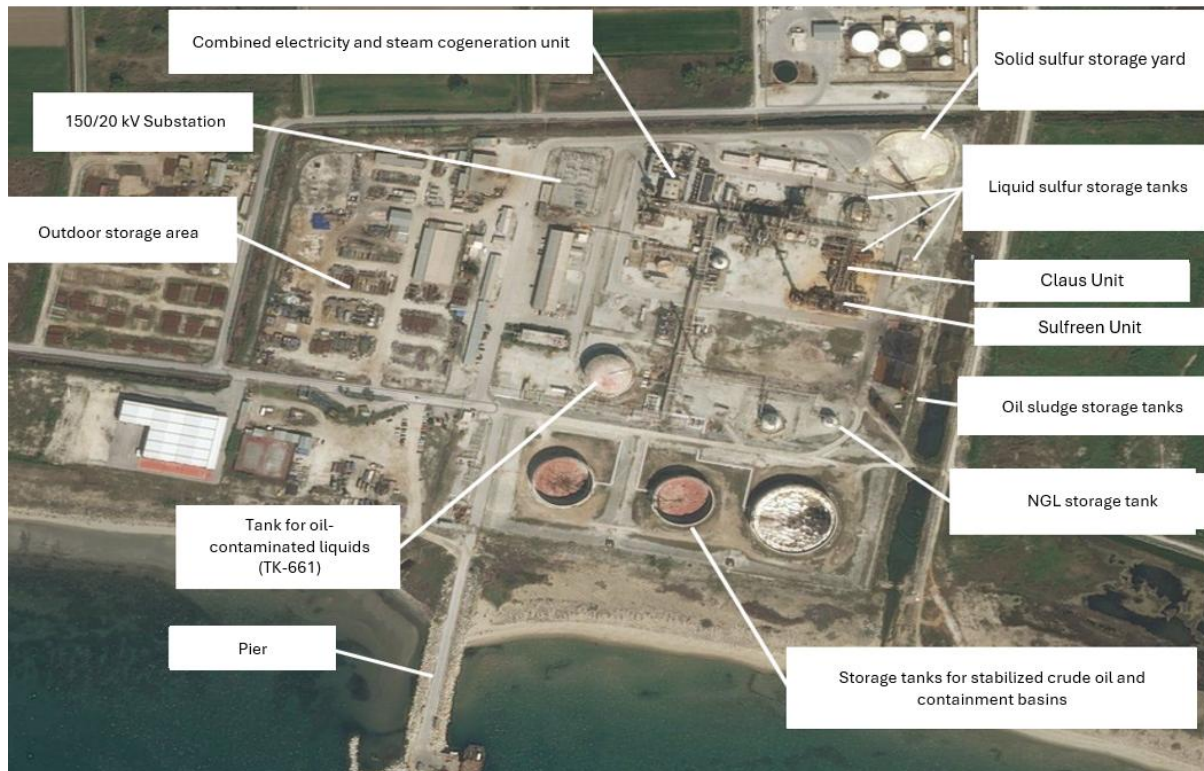 Combined electricity and steam cogeneration unit
Solid sulfur storage yard
150/20 kV Substation
Liquid sulfur storage tanks
Outdoor storage area
Claus Unit
Sulfreen Unit
Oil sludge storage tanks
NGL storage tank
Tank for oil-
contaminated liquids
(TK-661)
Pier
Storage tanks for stabilized crude oil and
containment basins